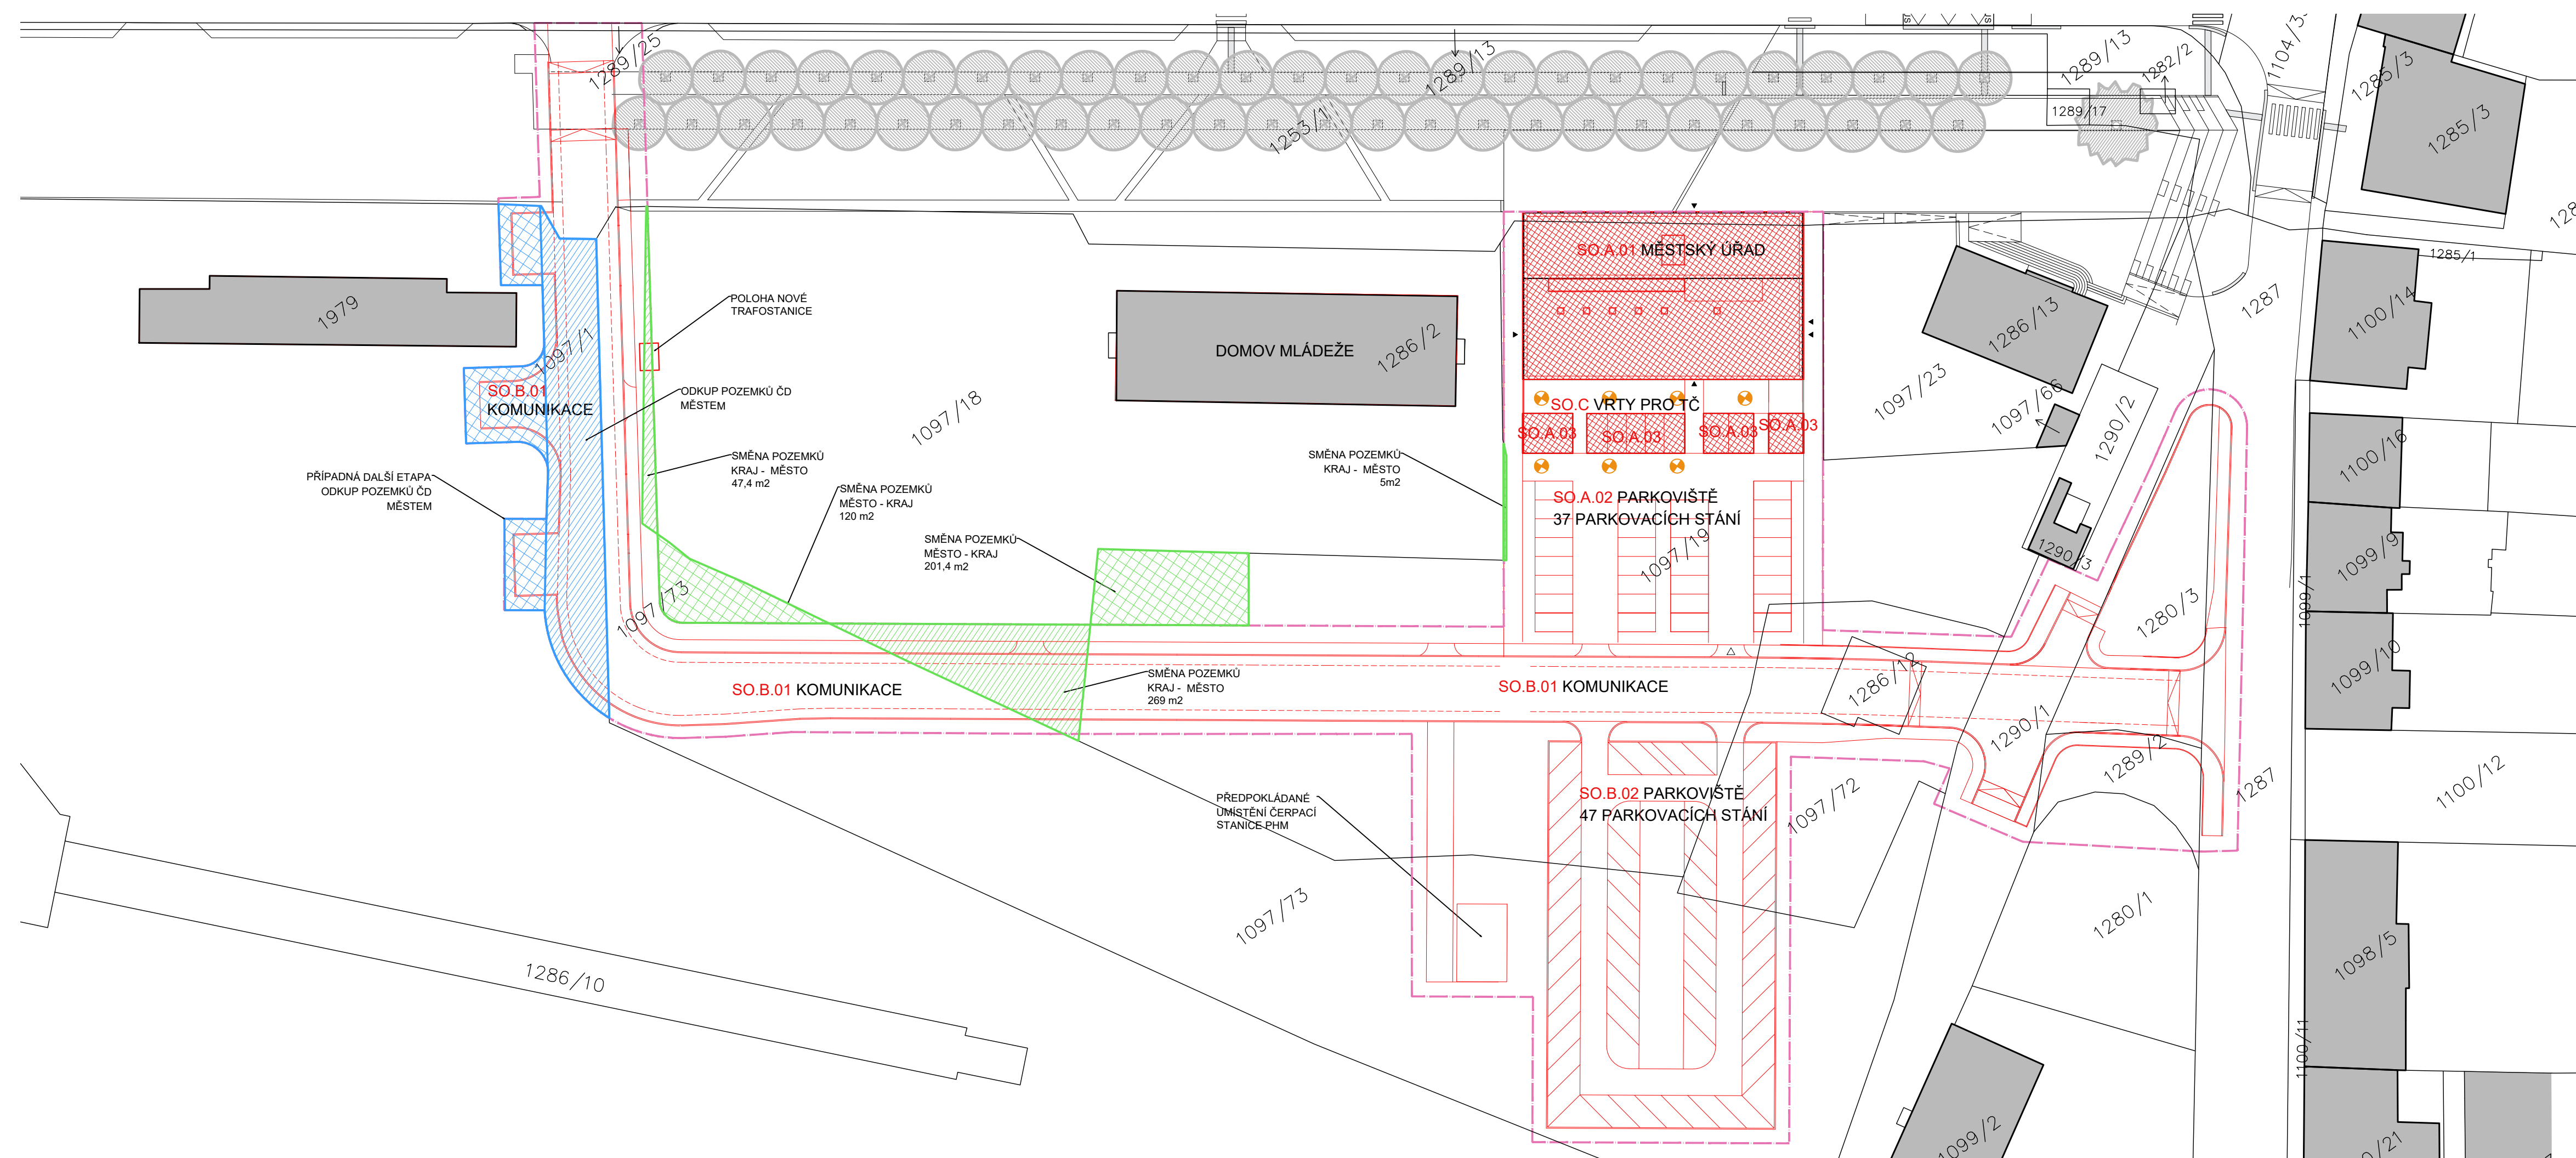 1289/25
1289/13
1253/1
1289/13
1282/2
1289/17
1104/3
1285/3
1285/3
1285/1
1979
1097/1
SO.B.01
KOMUNIKACE
POLOHA NOVÉ
TRAFOSTANICE
ODKUP POZEMKŮ ČD
MĚSTEM
SMĚNA POZEMKŮ
KRAJ - MĚSTO
47,4 m2
PŘÍPADNÁ DALŠÍ ETAPA
ODKUP POZEMKŮ ČD
MĚSTEM
SMĚNA POZEMKŮ
MĚSTO - KRAJ
120 m2
SMĚNA POZEMKŮ
MĚSTO - KRAJ
201,4 m2
1097/18
DOMOV MLÁDEŽE
1286/2
SMĚNA POZEMKŮ
KRAJ - MĚSTO
5m2
SO.A.01 MĚSTSKÝ ÚŘAD
SO.C VRTY PRO TČ
SO.A.03
SO.A.03
SO.A.03
SO.A.03
SO.A.02 PARKOVIŠTĚ
37 PARKOVACÍCH STÁNÍ
1097/19
1286/13
1097/23
1097/66
1290/2
1290/3
1287
1100/14
1100/16
1099/9
1099/1
1099/10
1280/3
1097/73
SO.B.01 KOMUNIKACE
SMĚNA POZEMKŮ
KRAJ - MĚSTO
269 m2
SO.B.01 KOMUNIKACE
1286/12
1290/1
1289/2
1287
1100/12
PŘEDPOKLÁDANÉ
UMÍSTĚNÍ ČERPACÍ
STANICE PHM
SO.B.02 PARKOVIŠTĚ
47 PARKOVACÍCH STÁNÍ
1097/72
1097/73
1280/1
1098/5
1286/10
1100/11
1099/2